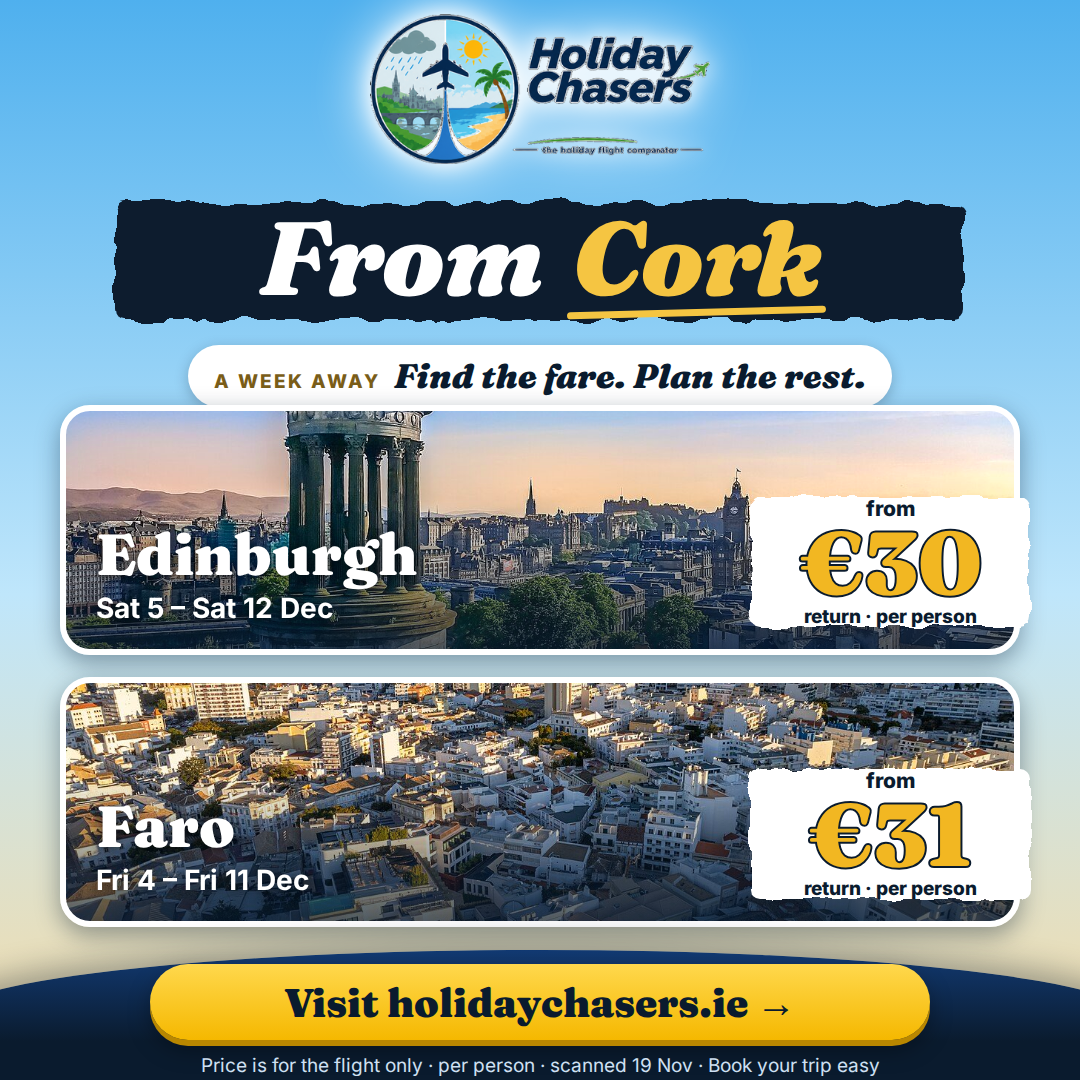 Holiday
Chasers
the holiday flight comparator
From Cork
A WEEK AWAY Find the fare. Plan the rest.
Edinburgh
Sat 5 – Sat 12 Dec
from
€30
return · per person
Faro
Fri 4 – Fri 11 Dec
from
€31
return · per person
Visit holidaychasers.ie →
Price is for the flight only · per person · scanned 19 Nov · Book your trip easy